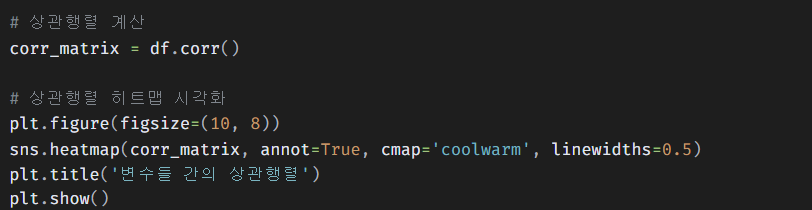 # 상관행렬 계산
corr_matrix = df.corr()

# 상관행렬 히트맵 시각화
plt.figure(figsize=(10, 8))
sns.heatmap(corr_matrix, annot=True, cmap='coolwarm', linewidths=0.5)
plt.title('변수들 간의 상관행렬')
plt.show()